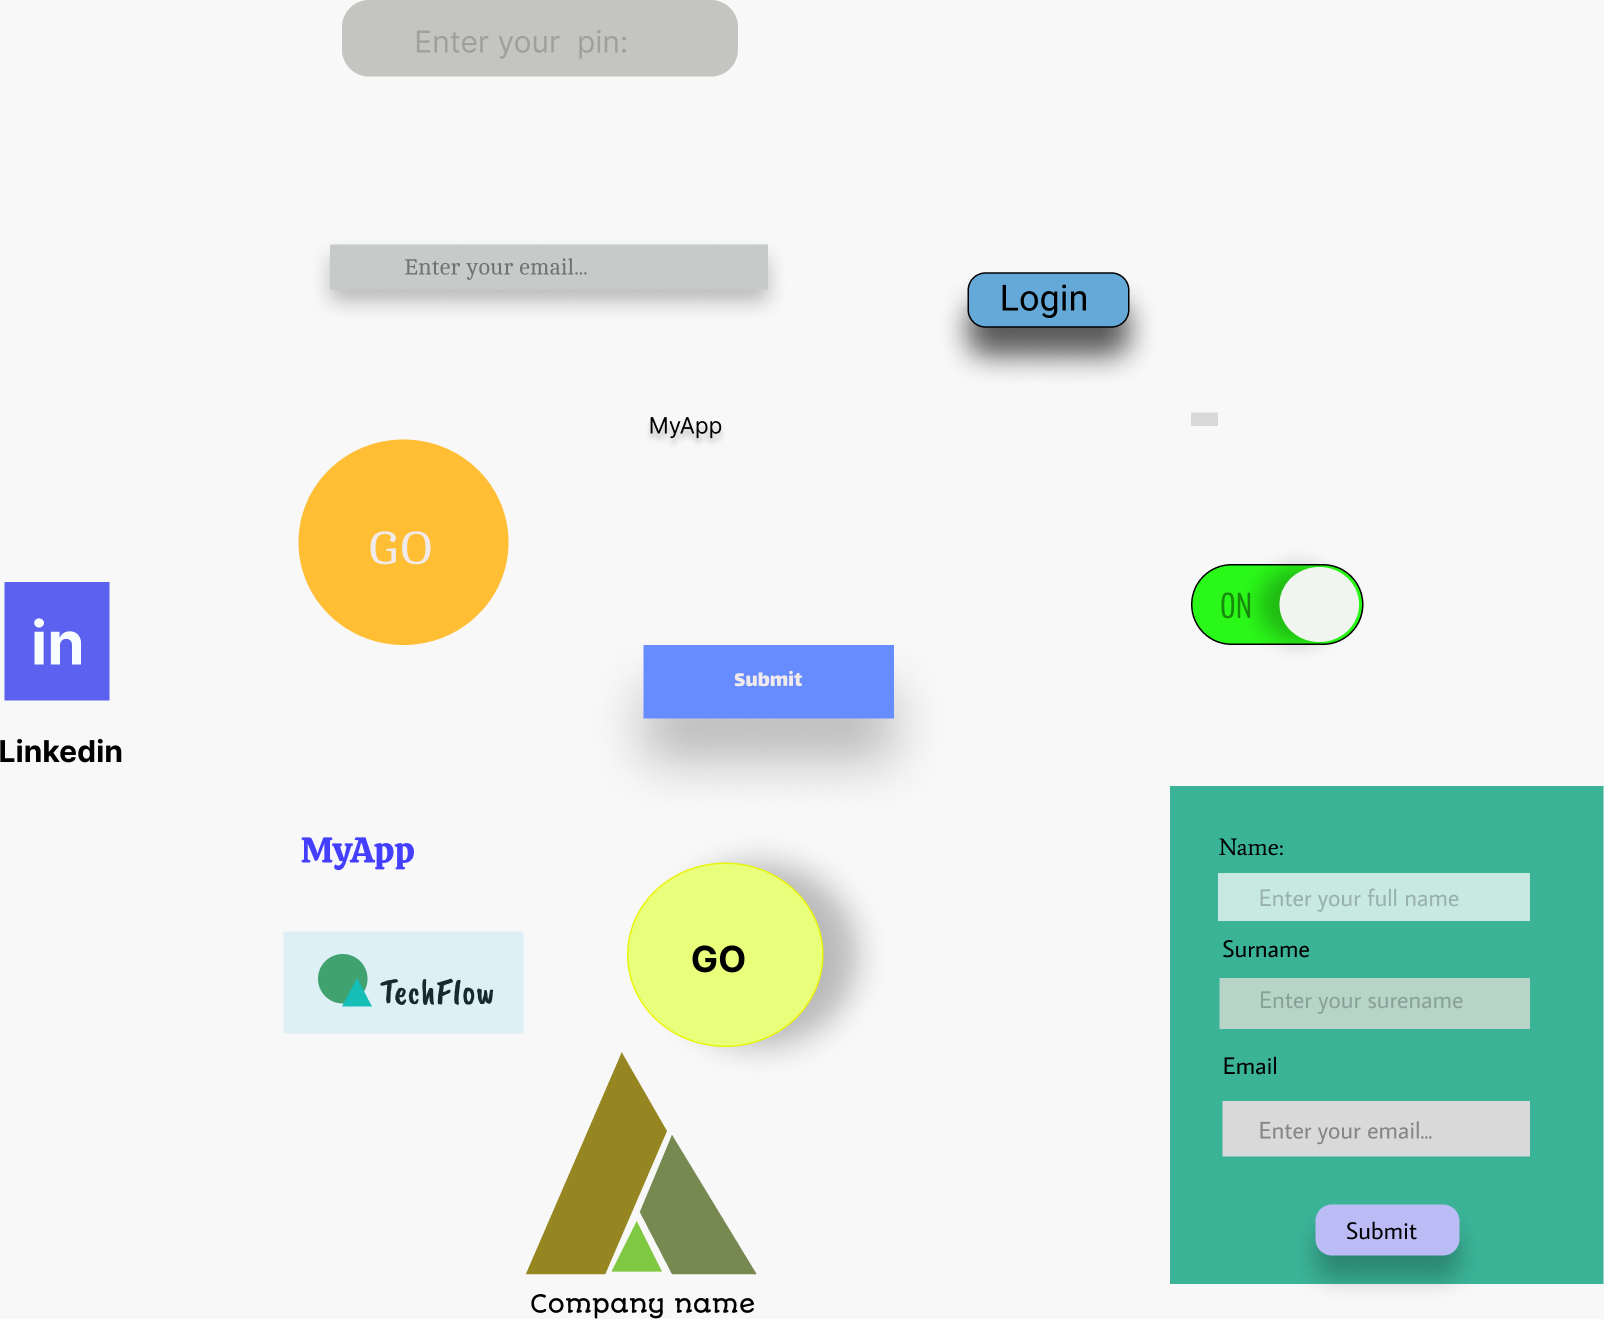 Enter your  pin:
Enter your email...
Login
MyApp
GO
ON
in
Submit
Linkedin
MyApp
TechFlow
GO
Company name
Name:
Enter your full name
Surname
Enter your surename
Email
Enter your email...
Submit